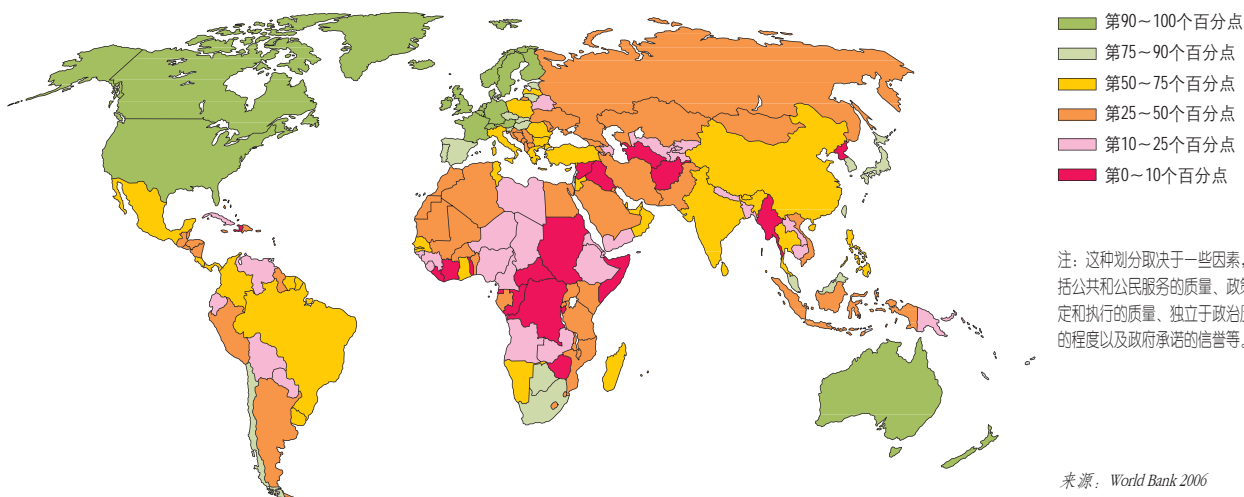 第90～100个百分点
第75～90个百分点
第50～75个百分点
第25～50个百分点
第10～25个百分点
第0～10个百分点
注：这种划分取决于一些因素，
括公共和公民服务的质量、政
定和执行的质量、独立于政治
的程度以及政府承诺的信誉等。
来源：World Bank 2006